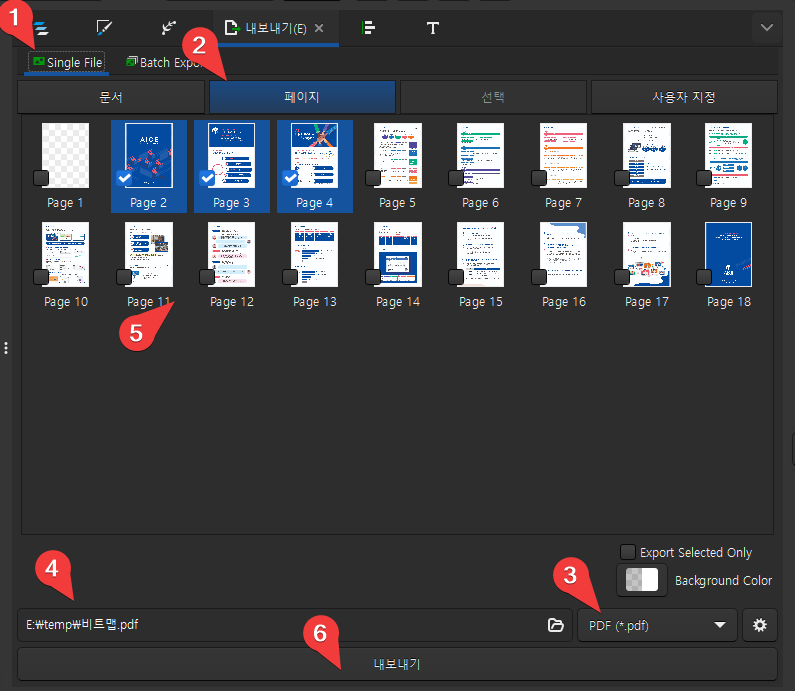 1
내보내기(E)
T
2
Single File
Batch Expo
문서
페이지
선택
사용자 지정
AICE
Page 1
Page 2
Page 3
Page 4
Page 5
Page 6
Page 7
Page 8
Page 9
Page 10
Page 11
Page 12
Page 13
Page 14
Page 15
Page 16
Page 17
Page 18
5
Export Selected Only
4
3
Background Color
E:₩temp₩비트맵.pdf
PDF (*.pdf)
6
내보내기